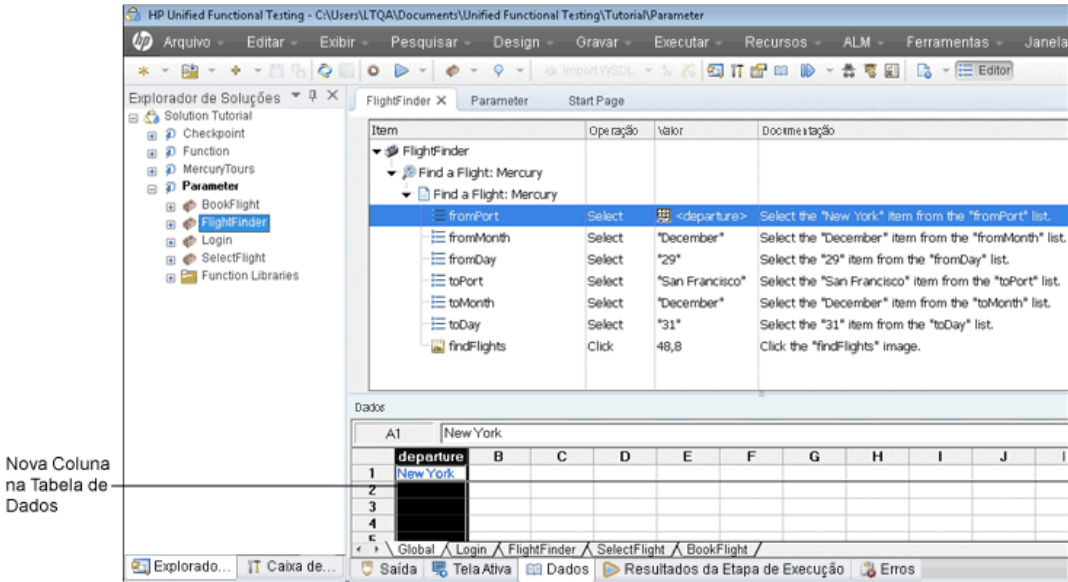 HP Unified Functional Testing - C:\Users\LTQA\Documents\Unified Functional Testing\Tutorial\Parameter
hp Arquivo Editar Exibir Pesquisar Design Gravar Executar Recursos ALM Ferramentas Janela
Import WSDL Editor
Explorador de Soluções
Solution Tutorial
Checkpoint
Function
MercuryTours
Parameter
BookFlight
FlightFinder
Login
SelectFlight
Function Libraries
FlightFinder Parameter Start Page
Item Operação Valor Documentação
FlightFinder
Find a Flight: Mercury
Find a Flight: Mercury
fromPort Select <departure> Select the "New York" item from the "fromPort" list.
fromMonth Select "December" Select the "December" item from the "fromMonth" list.
fromDay Select "29" Select the "29" item from the "fromDay" list.
toPort Select "San Francisco" Select the "San Francisco" item from the "toPort" list.
toMonth Select "December" Select the "December" item from the "toMonth" list.
toDay Select "31" Select the "31" item from the "toDay" list.
findFlights Click 48,8 Click the "findFlights" image.
Dados
A1 New York
departure B C D E F G H I J I
1 New York
2
3
4
5
Nova Coluna
na Tabela de
Dados
Global Login FlightFinder SelectFlight BookFlight
Explorado... Caixa de...
Saída Tela Ativa Dados Resultados da Etapa de Execução Erros